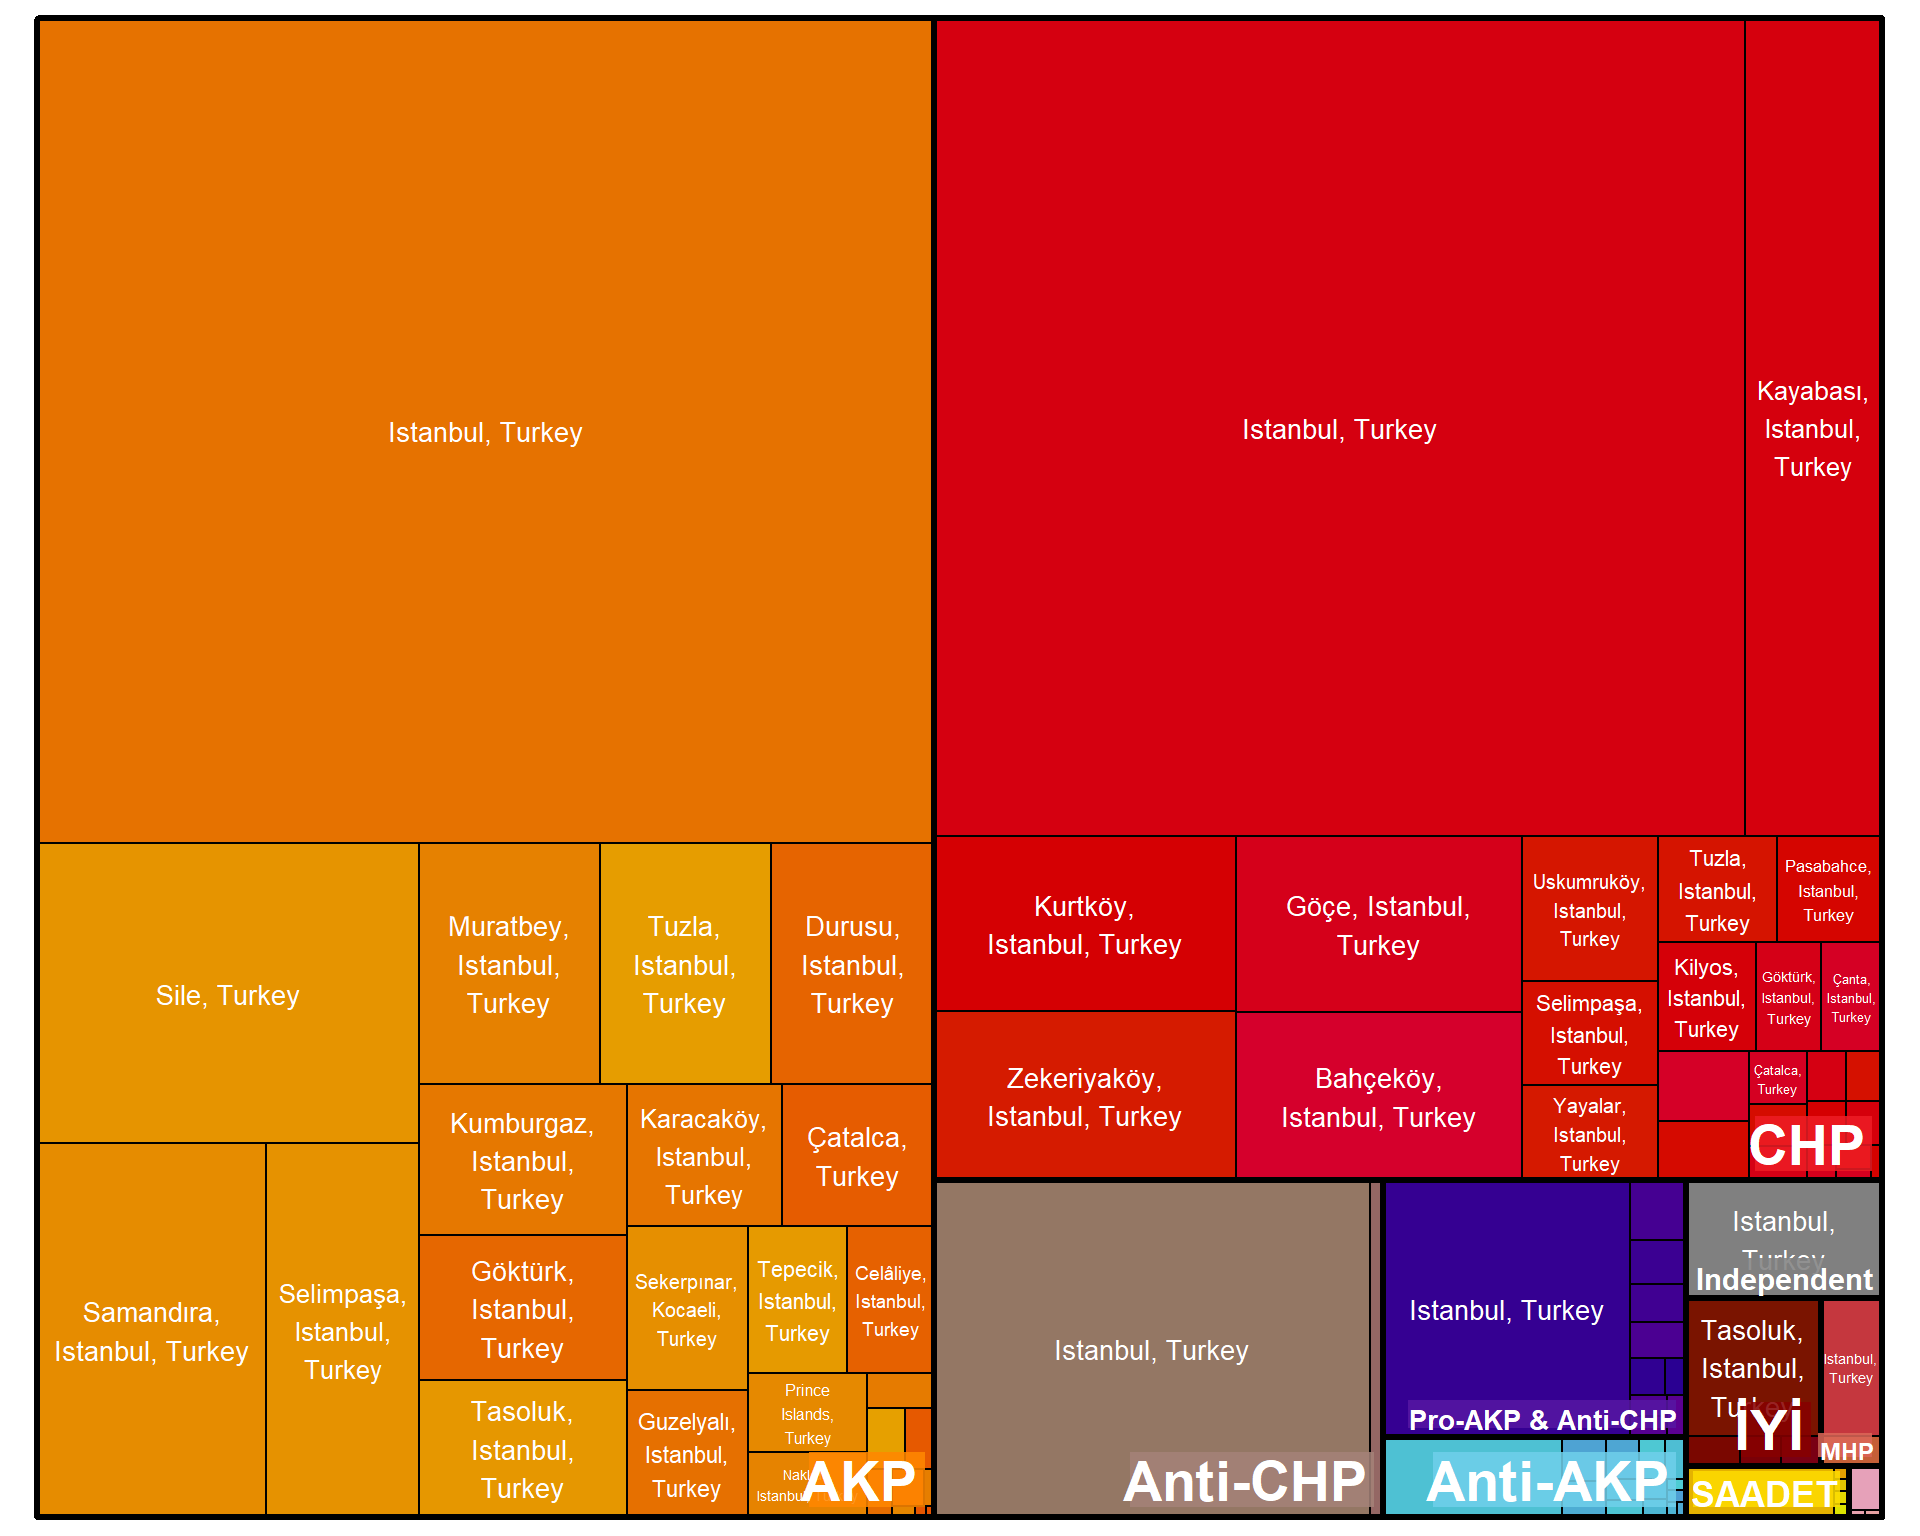 Istanbul, Turkey
Sile, Turkey
Muratbey,
Istanbul,
Turkey
Tuzla,
Istanbul,
Turkey
Durusu,
Istanbul,
Turkey
Samandıra,
Istanbul, Turkey
Selimpaşa,
Istanbul,
Turkey
Kumburgaz,
Istanbul,
Turkey
Karacaköy,
Istanbul,
Turkey
Çatalca,
Turkey
Göktürk,
Istanbul,
Turkey
Sekerpınar,
Kocaeli,
Turkey
Tepecik,
Istanbul,
Turkey
Celâliye,
Istanbul,
Turkey
Tasoluk,
Istanbul,
Turkey
Guzelyalı,
Istanbul,
Turkey
Prince
Islands,
Turkey
AKP
Istanbul, Turkey
Kayabası,
Istanbul,
Turkey
Kurtköy,
Istanbul, Turkey
Göçe, Istanbul,
Turkey
Zekeriyaköy,
Istanbul, Turkey
Bahçeköy,
Istanbul, Turkey
Uskumruköy,
Istanbul,
Turkey
Tuzla,
Istanbul,
Turkey
Pasabahce,
Istanbul,
Turkey
Selimpaşa,
Istanbul,
Turkey
Kilyos,
Istanbul,
Turkey
Göktürk,
Istanbul,
Turkey
Çanta,
Istanbul,
Turkey
Yayalar,
Istanbul,
Turkey
Çatalca,
Turkey
CHP
Istanbul, Turkey
Anti-CHP
Istanbul, Turkey
Pro-AKP & Anti-CHP
Anti-AKP
Istanbul,
Turkey
Independent
Tasoluk,
Istanbul,
Turkey
İYİ
Istanbul,
Turkey
MHP
SAADET